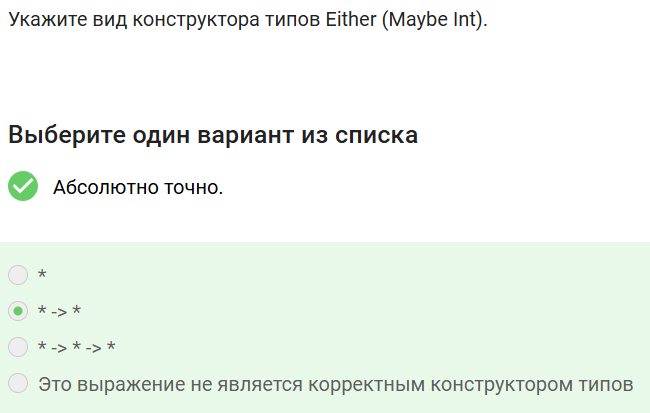 Укажите вид конструктора типов Either (Maybe Int).
Выберите один вариант из списка
Абсолютно точно.
*
* -> *
* -> * -> *
Это выражение не является корректным конструктором типов